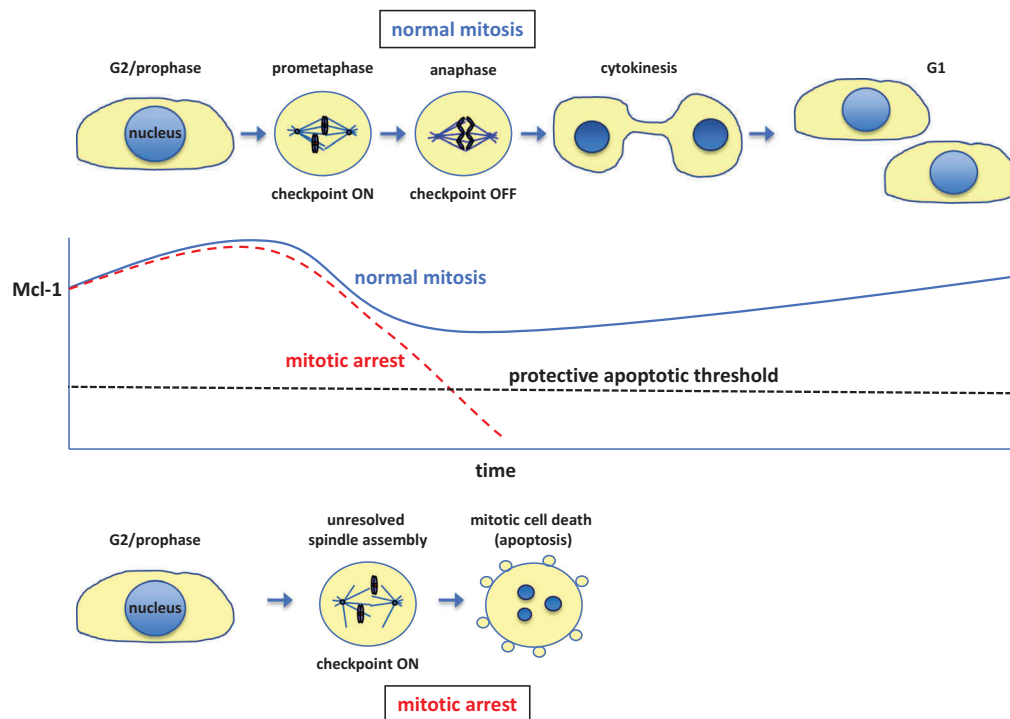 normal mitosis
G2/prophase
prometaphase
anaphase
cytokinesis
G1
nucleus
checkpoint ON
checkpoint OFF
Mcl-1
normal mitosis
mitotic arrest
protective apoptotic threshold
time
G2/prophase
unresolved
spindle assembly
mitotic cell death
(apoptosis)
nucleus
checkpoint ON
mitotic arrest